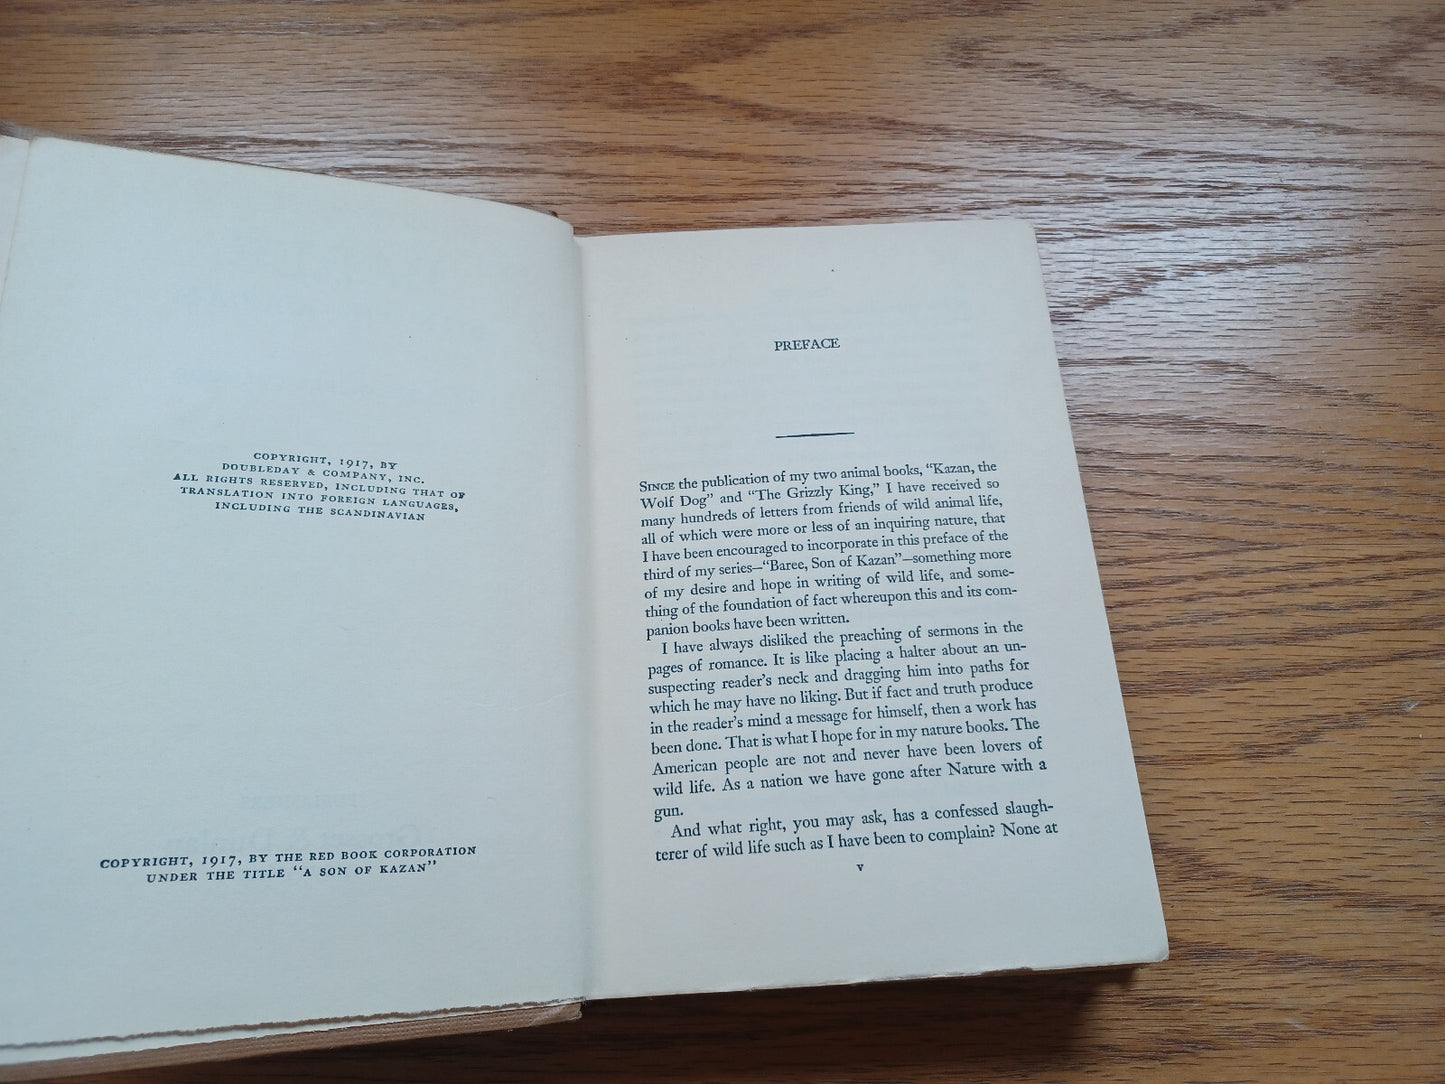 COPYRIGHT, 1917, BY
DOUBLEDAY & COMPANY, INC.
ALL RIGHTS RESERVED, INCLUDING THAT OF
TRANSLATION INTO FOREIGN LANGUAGES,
INCLUDING THE SCANDINAVIAN
COPYRIGHT, 1917, BY THE RED BOOK CORPORATION
UNDER THE TITLE "A SON OF KAZAN"
PREFACE
SINCE the publication of my two animal books, “Kazan, the
Wolf Dog” and “The Grizzly King,” I have received so
many hundreds of letters from friends of wild animal life,
all of which were more or less of an inquiring nature, that
I have been encouraged to incorporate in this preface of the
third of my series—“Baree, Son of Kazan”—something more
of my desire and hope in writing of wild life, and some-
thing of the foundation of fact whereupon this and its com-
panion books have been written.
I have always disliked the preaching of sermons in the
pages of romance. It is like placing a halter about an un-
suspecting reader's neck and dragging him into paths for
which he may have no liking. But if fact and truth produce
in the reader's mind a message for himself, then a work has
been done. That is what I hope for in my nature books. The
American people are not and never have been lovers of
wild life. As a nation we have gone after Nature with a
gun.
And what right, you may ask, has a confessed slaugh-
terer of wild life such as I have been to complain? None at
v